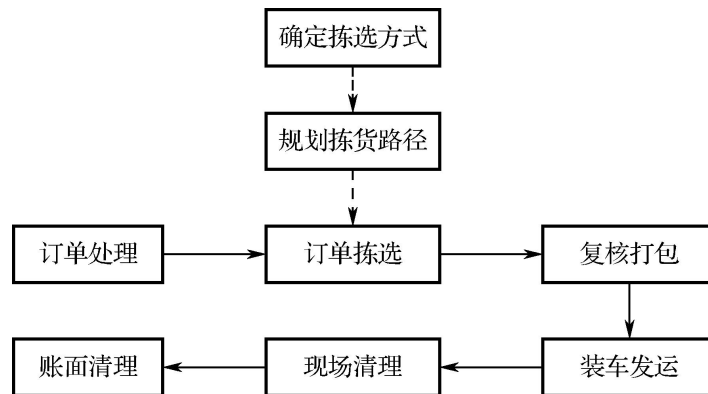 确定拣选方式
规划拣货路径
订单处理
订单拣选
复核打包
账面清理
现场清理
装车发运